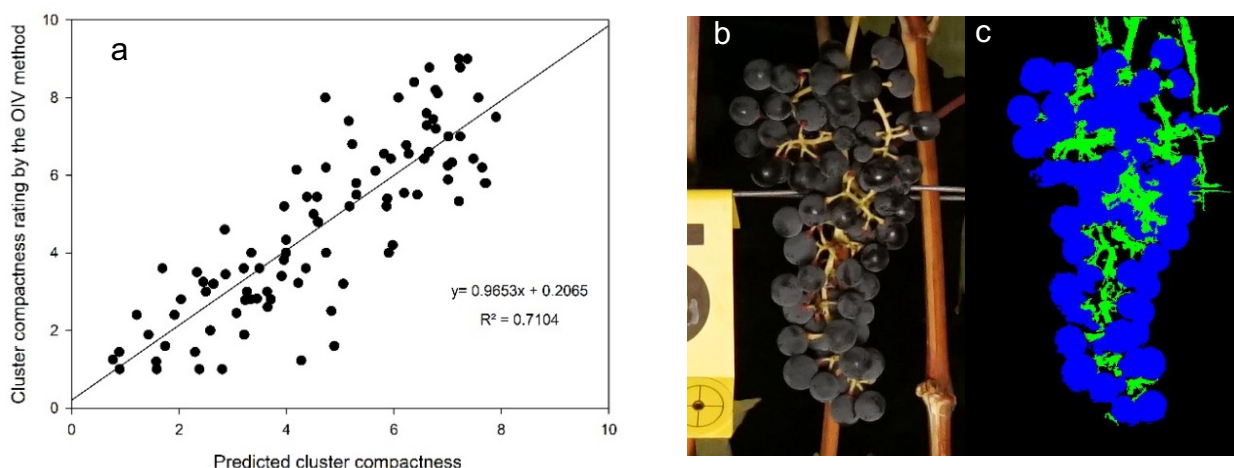 a
b
c
10
8
6
4
2
0
Cluster compactness rating by the OIV method
y= 0.9653x + 0.2065
R² = 0.7104
0 2 4 6 8 10
Predicted cluster compactness